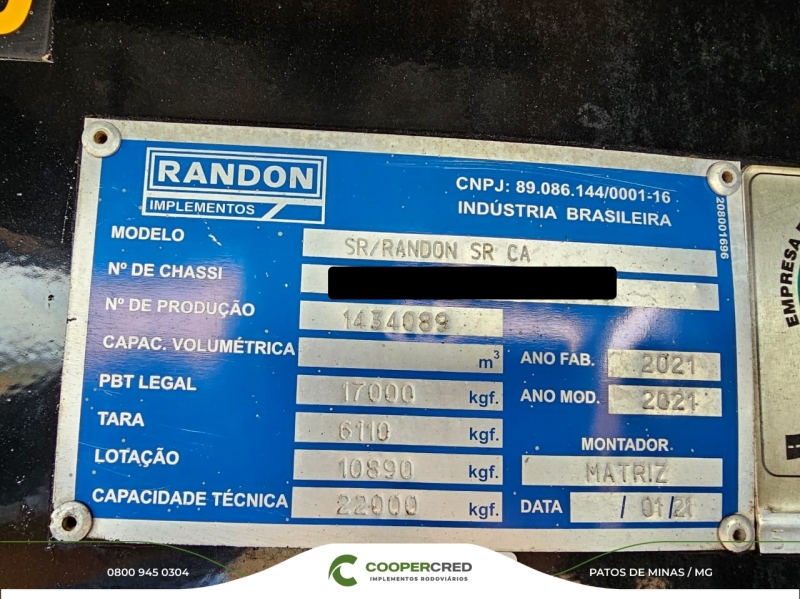 RANDON
IMPLEMENTOS
CNPJ: 89.086.144/0001-16
INDÚSTRIA BRASILEIRA
208001696
MODELO SR/RANDON SR CA
Nº DE CHASSI
Nº DE PRODUÇÃO 1434089
CAPAC. VOLUMÉTRICA m³
ANO FAB. 2021
PBT LEGAL 17000 kgf.
ANO MOD. 2021
TARA 6110 kgf.
MONTADOR
LOTAÇÃO 10890 kgf.
MATRIZ
CAPACIDADE TÉCNICA 22000 kgf.
DATA / 01/21
EMPRESA
0800 945 0304
COOPERCRED
IMPLEMENTOS RODOVIÁRIOS
PATOS DE MINAS / MG